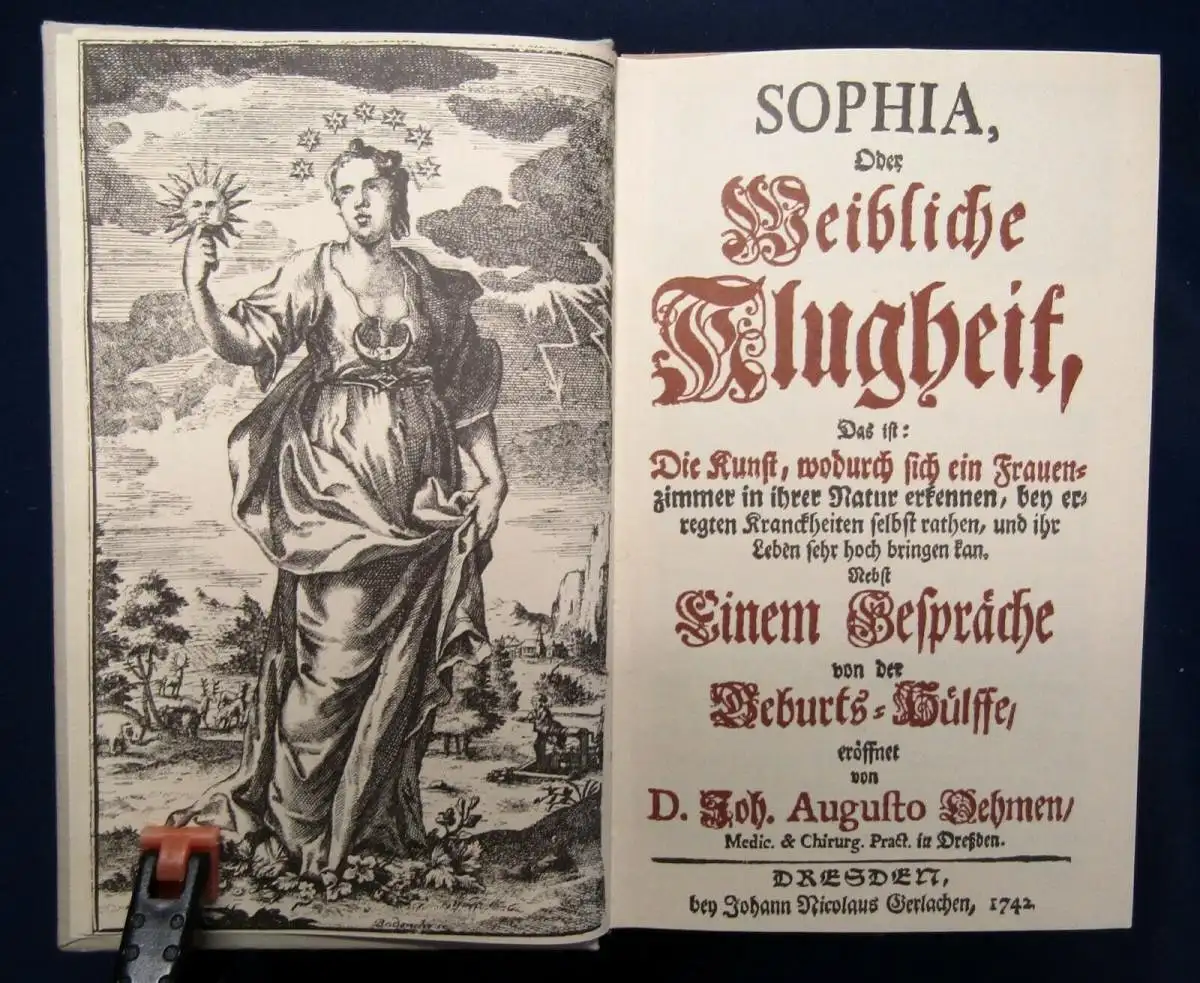 SOPHIA,
Oder
Weibliche
Klugheit,
Das ist:
Die Kunst, wodurch sich ein Frauen-
zimmer in ihrer Natur erkennen, bey er-
regten Kranckheiten selbst rathen, und ihr
Leben sehr hoch bringen kan.
Nebst
Einem Gespräche
von der
Geburts-Hülffe/
eröffnet
von
D. Joh. Augusto Oehmen/
Medic. & Chirurg. Pract. in Dreßden.
DRESDEN,
bey Johann Nicolaus Gerlachen, 1742.